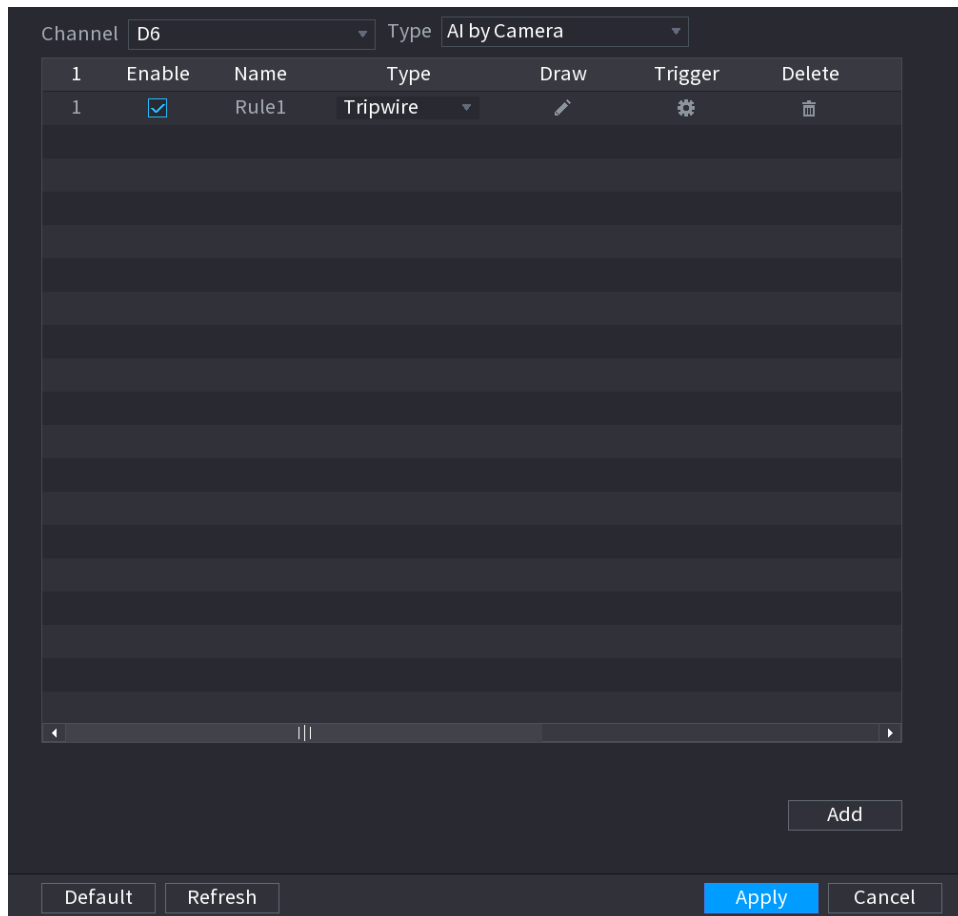 Channel D6 Type AI by Camera
1 Enable Name Type Draw Trigger Delete
1 Rule1 Tripwire
Add
Default Refresh Apply Cancel